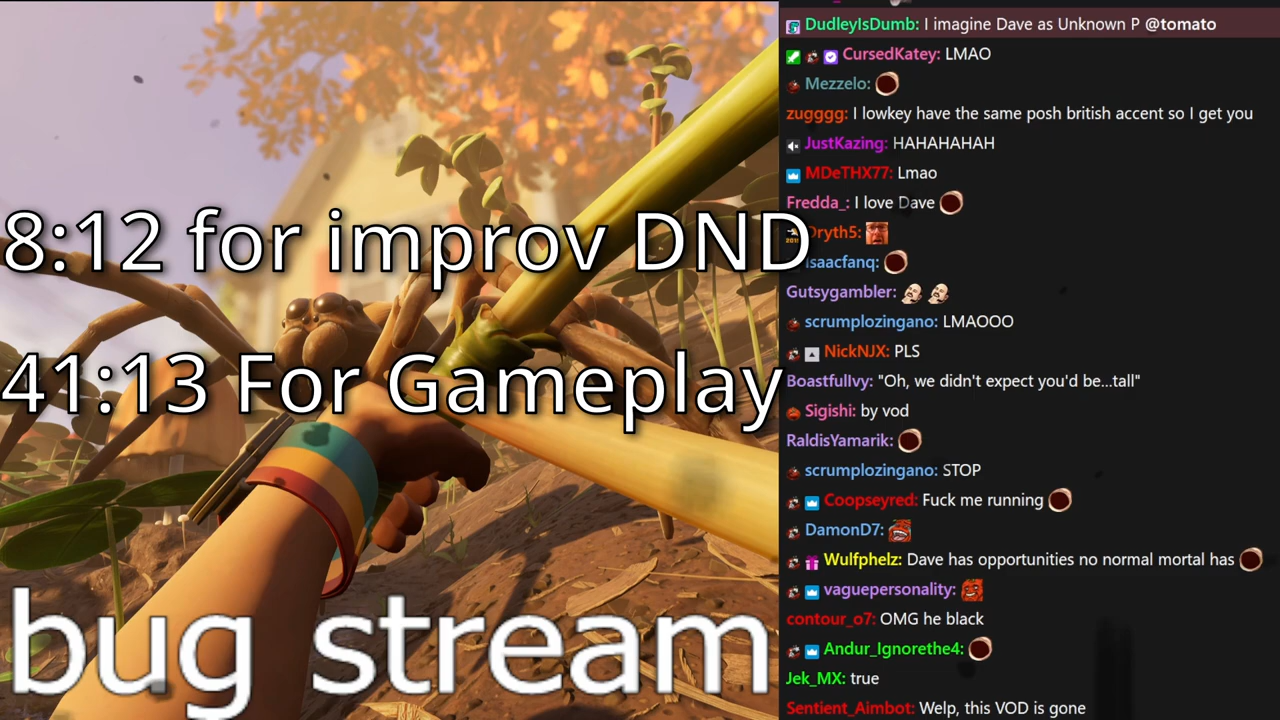 8:12 for improv DND
41:13 For Gameplay
bug stream
DudleyIsDumb: I imagine Dave as Unknown P @tomato
CursedKatey: LMAO
Mezzelo:
zugggg: I lowkey have the same posh british accent so I get you
JustKazing: HAHAHAHAH
MDeTHX77: Lmao
Fredda_: I love Dave
Dryth5:
isaacfanq:
Gutsygambler:
scrumplozingano: LMAOOO
NickNJX: PLS
BoastfulIvy: "Oh, we didn't expect you'd be...tall"
Sigishi: by vod
RaldisYamarik:
scrumplozingano: STOP
Coopseyred: Fuck me running
DamonD7:
Wulfphelz: Dave has opportunities no normal mortal has
vaguepersonality:
contour_o7: OMG he black
Andur_Ignorethe4:
Jek_MX: true
Sentient_Aimbot: Welp, this VOD is gone